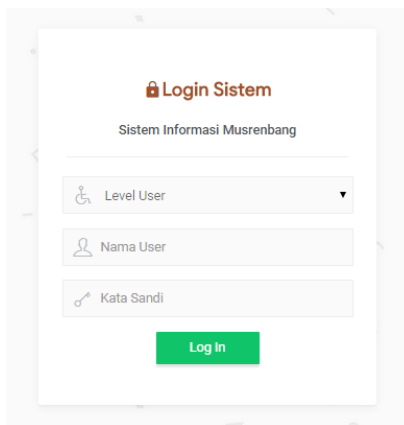 Login Sistem
Sistem Informasi Musrenbang
Level User
Nama User
Kata Sandi
Log In